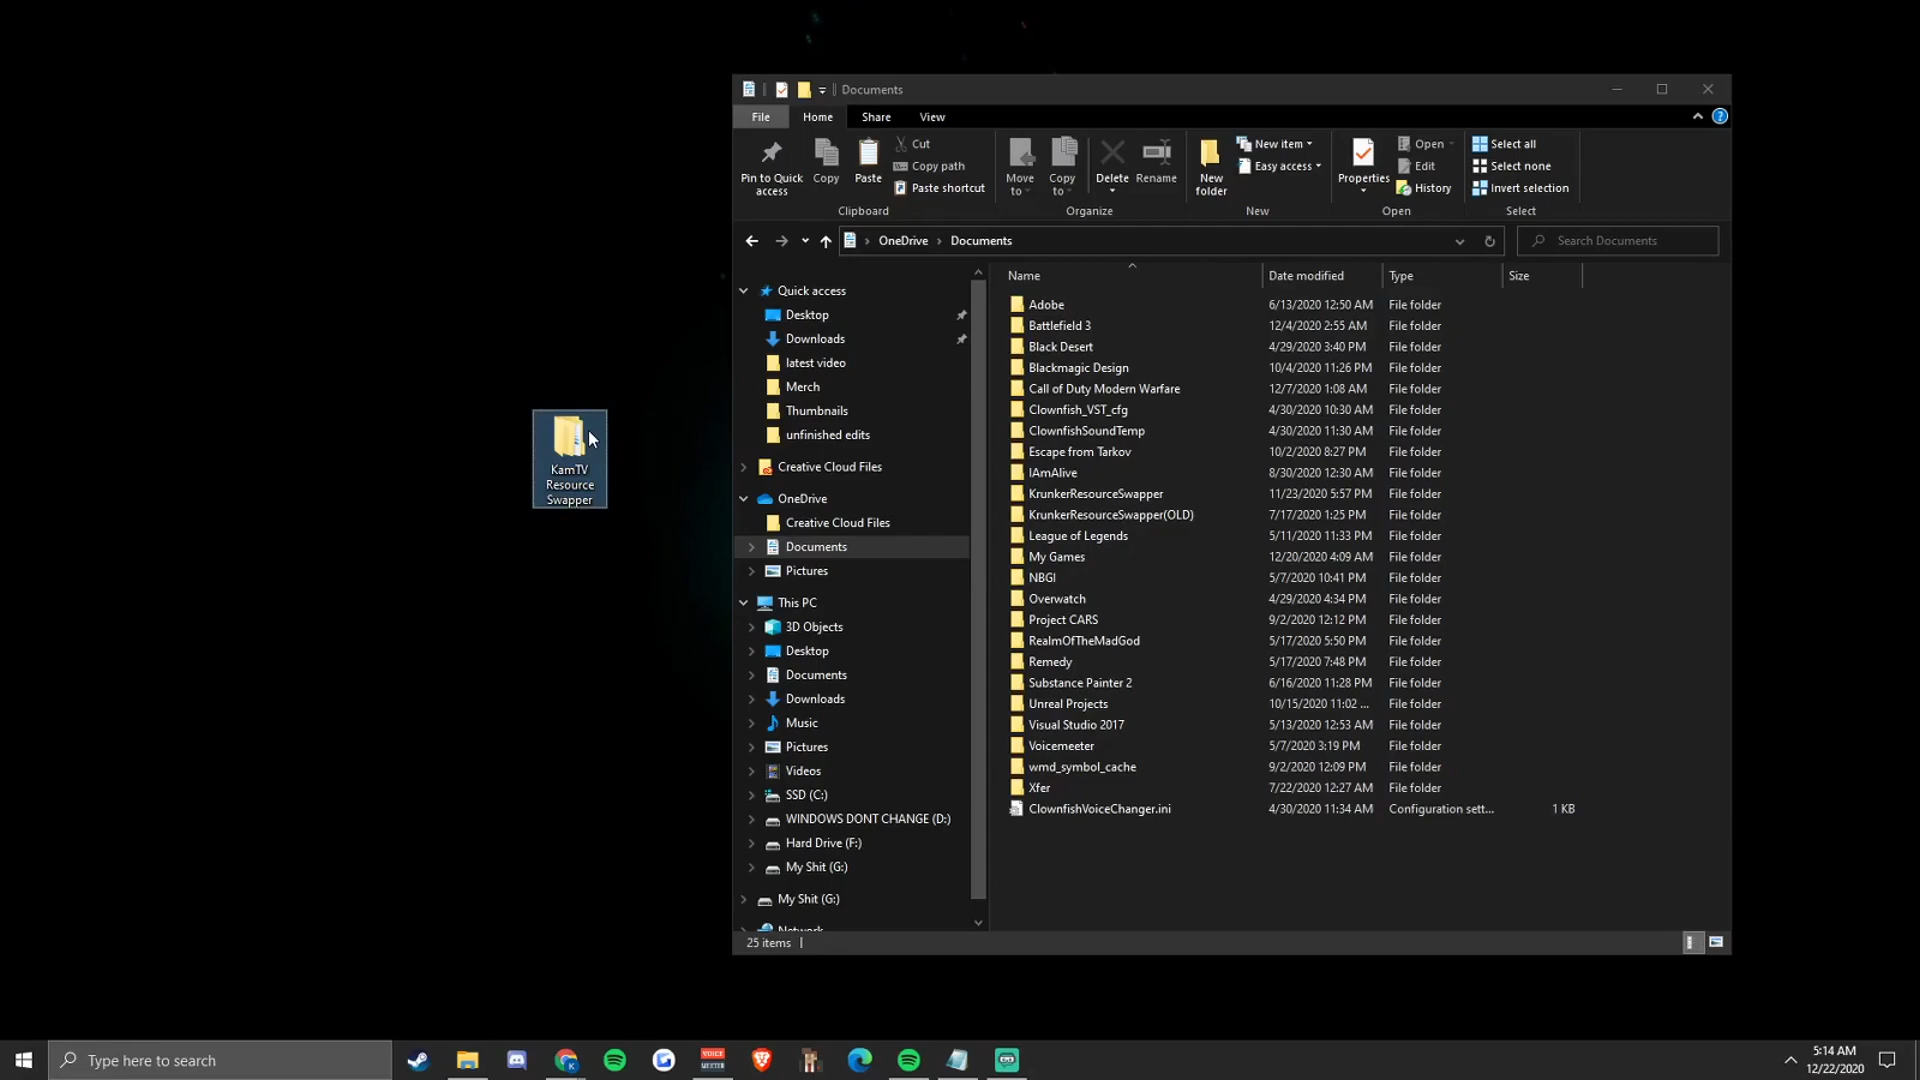 Documents
File Home Share View
Pin to Quick access
Copy
Paste
Cut
Copy path
Paste shortcut
Clipboard
Move to
Copy to
Delete
Rename
Organize
New folder
New item
Easy access
New
Properties
Open
Edit
History
Open
Select all
Select none
Invert selection
Select
OneDrive › Documents
Search Documents
KamTV
Resource
Swapper
Quick access
Desktop
Downloads
latest video
Merch
Thumbnails
unfinished edits
Creative Cloud Files
OneDrive
Creative Cloud Files
Documents
Pictures
This PC
3D Objects
Desktop
Documents
Downloads
Music
Pictures
Videos
SSD (C:)
WINDOWS DONT CHANGE (D:)
Hard Drive (F:)
My Shit (G:)
My Shit (G:)
Network
Name Date modified Type Size
Adobe 6/13/2020 12:50 AM File folder
Battlefield 3 12/4/2020 2:55 AM File folder
Black Desert 4/29/2020 3:40 PM File folder
Blackmagic Design 10/4/2020 11:26 PM File folder
Call of Duty Modern Warfare 12/7/2020 1:08 AM File folder
Clownfish_VST_cfg 4/30/2020 10:30 AM File folder
ClownfishSoundTemp 4/30/2020 11:30 AM File folder
Escape from Tarkov 10/2/2020 8:27 PM File folder
IAmAlive 8/30/2020 12:30 AM File folder
KrunkerResourceSwapper 11/23/2020 5:57 PM File folder
KrunkerResourceSwapper(OLD) 7/17/2020 1:25 PM File folder
League of Legends 5/11/2020 11:33 PM File folder
My Games 12/20/2020 4:09 AM File folder
NBGI 5/7/2020 10:41 PM File folder
Overwatch 4/29/2020 4:34 PM File folder
Project CARS 9/2/2020 12:12 PM File folder
RealmOfTheMadGod 5/17/2020 5:50 PM File folder
Remedy 5/17/2020 7:48 PM File folder
Substance Painter 2 6/16/2020 11:28 PM File folder
Unreal Projects 10/15/2020 11:02 ... File folder
Visual Studio 2017 5/13/2020 12:53 AM File folder
Voicemeeter 5/7/2020 3:19 PM File folder
wmd_symbol_cache 9/2/2020 12:09 PM File folder
Xfer 7/22/2020 12:27 AM File folder
ClownfishVoiceChanger.ini 4/30/2020 11:34 AM Configuration sett... 1 KB
25 items
Type here to search
5:14 AM
12/22/2020